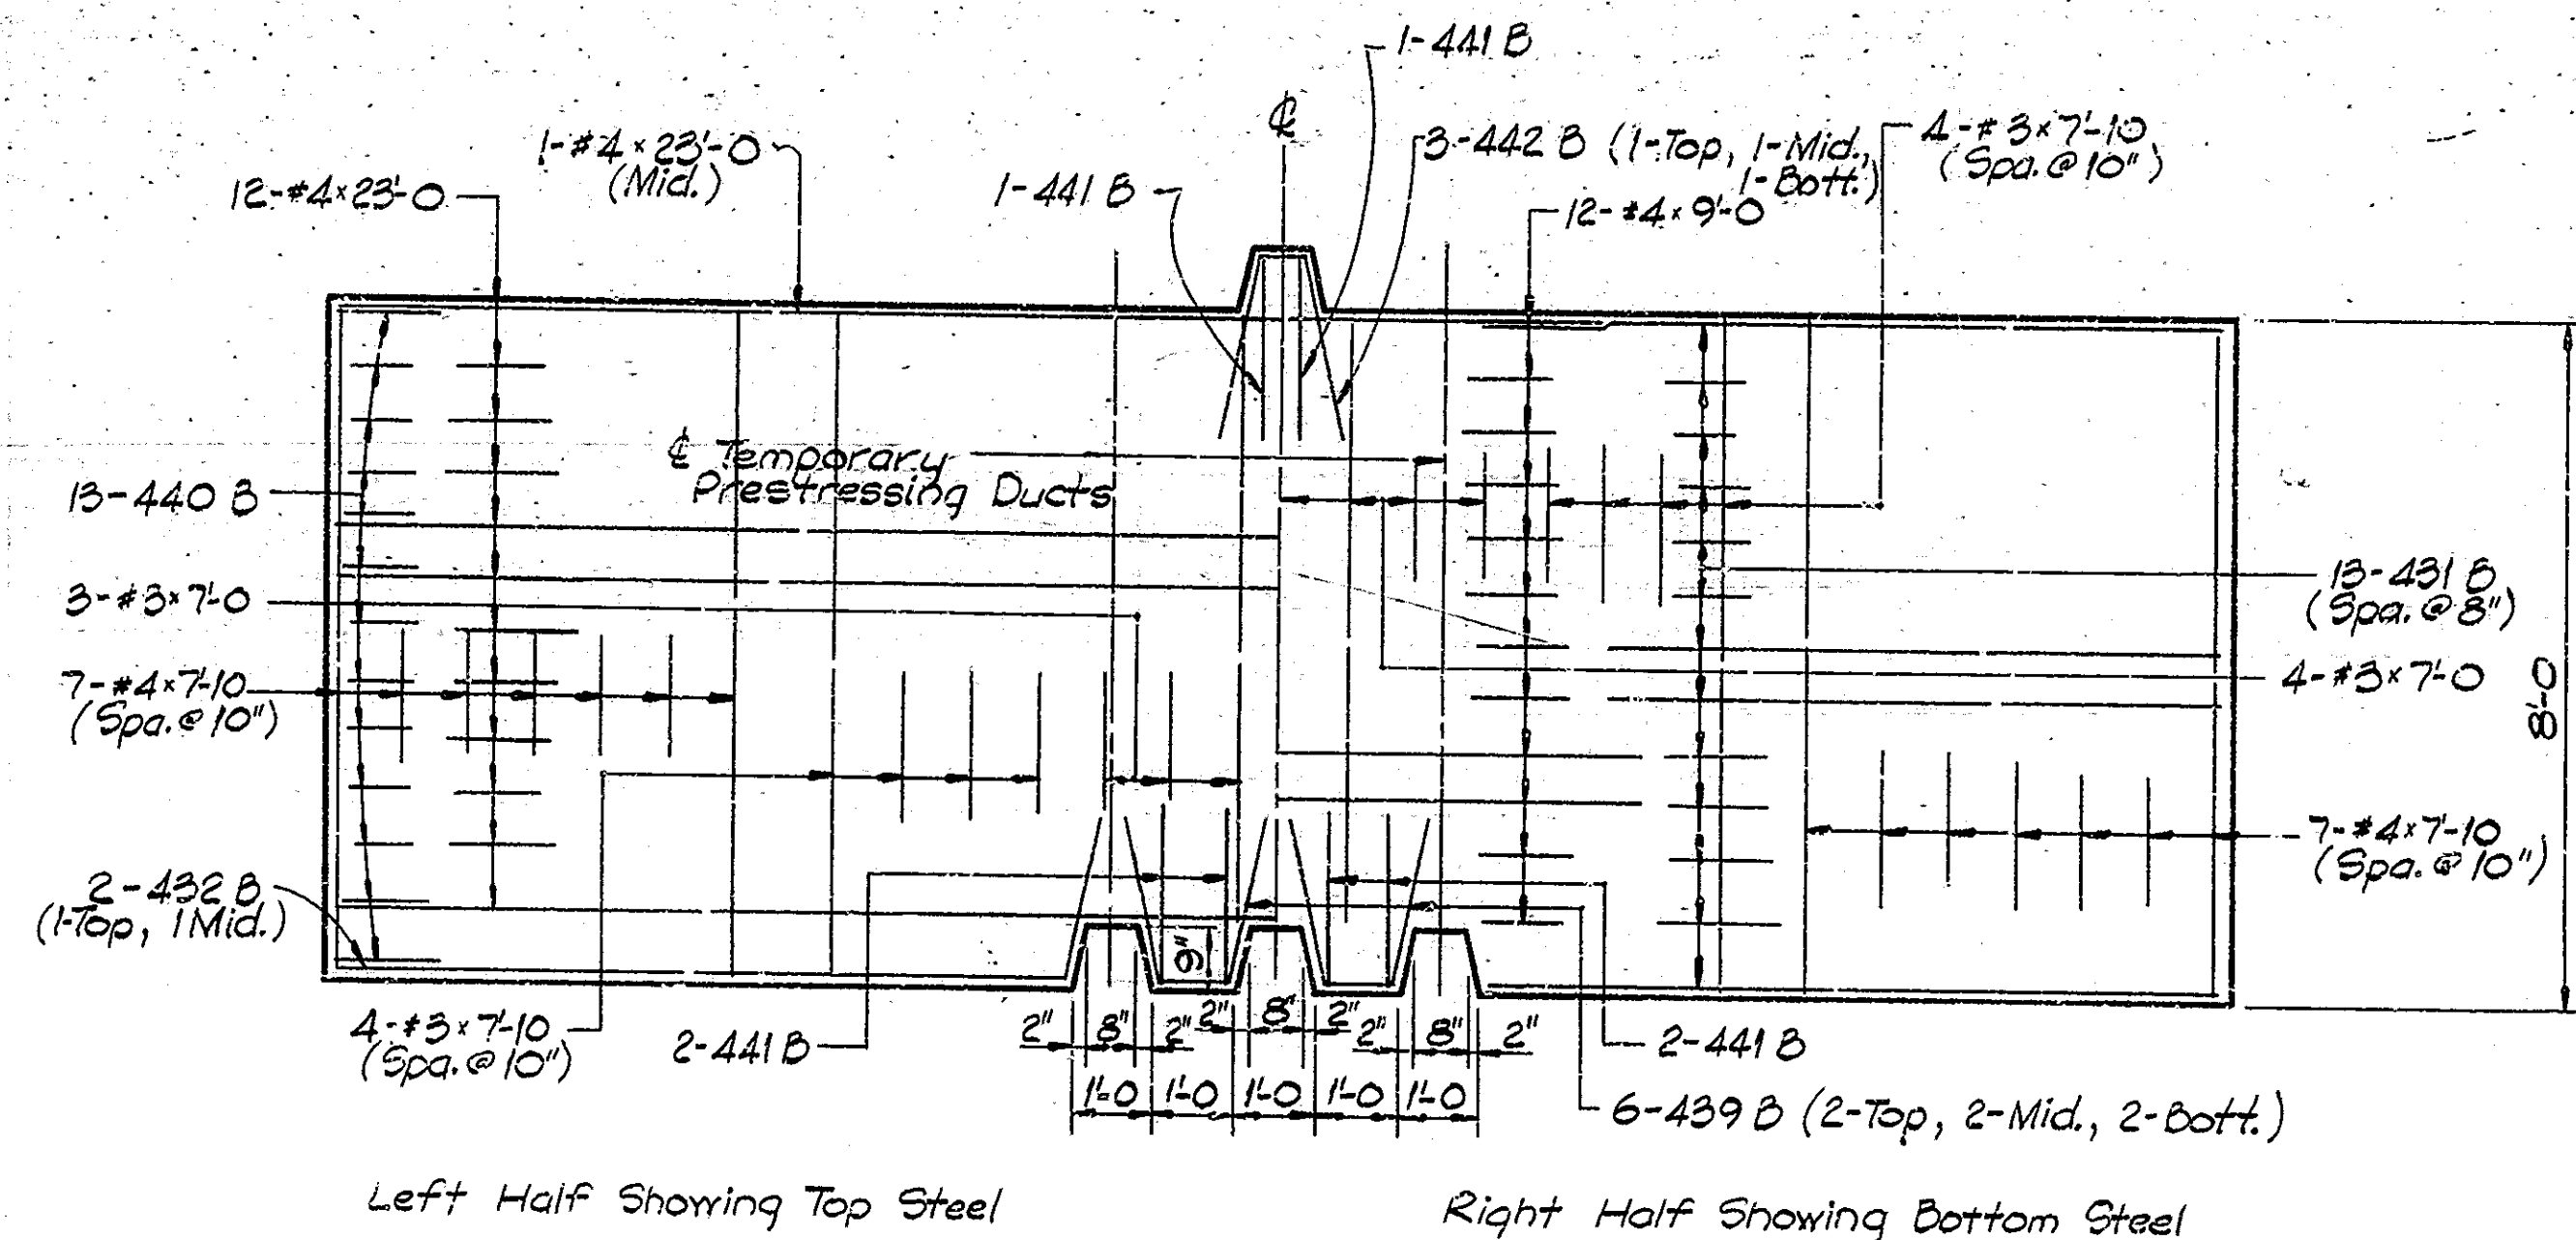 1-441 B
℄
1-#4×23'-0
(Mid.)
12-#4×23'-0
1-441 B
3-442 B (1-Top, 1-Mid.,
1-Bott.)
4-#3×7'-10
(Spa. @ 10")
12-#4×9'-0
℄ Temporary
Prestressing Ducts
13-440 B
3-#3×7'-0
7-#4×7'-10
(Spa. @ 10")
2-432 B
(1-Top, 1 Mid.)
13-431 B
(Spa. @ 8")
4-#3×7'-0
8'-0
7-#4×7'-10
(Spa. @ 10")
9"
4-#3×7'-10
(Spa. @ 10")
2-441 B
2" 8" 2" 2" 8" 2" 2" 8" 2"
2-441 B
1'-0 1'-0 1'-0 1'-0 1'-0
6-439 B (2-Top, 2-Mid., 2-Bott.)
Left Half Showing Top Steel
Right Half Showing Bottom Steel